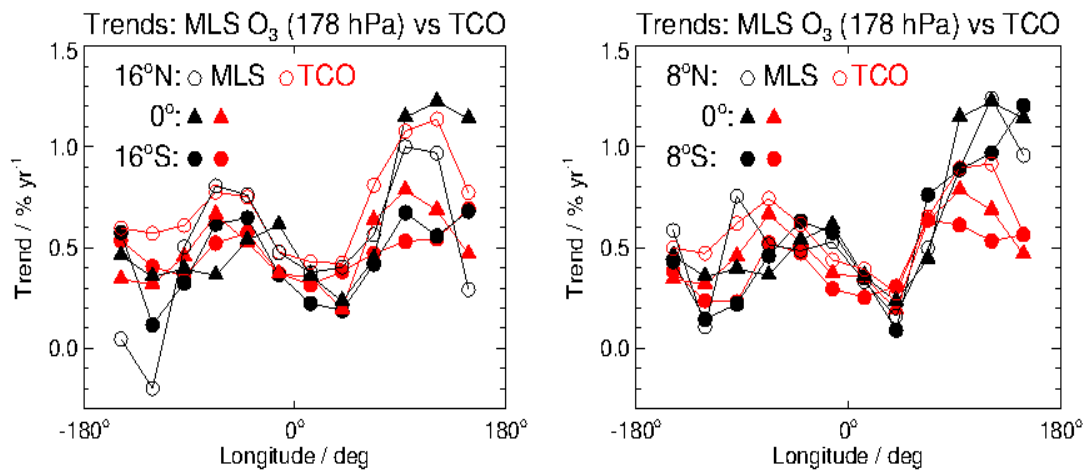 Trends: MLS O₃ (178 hPa) vs TCO
1.5
1.0
0.5
0.0
Trend / % yr⁻¹
16°N: MLS TCO
0°:
16°S:
-180° 0° 180°
Longitude / deg
Trends: MLS O₃ (178 hPa) vs TCO
1.5
1.0
0.5
0.0
Trend / % yr⁻¹
8°N: MLS TCO
0°:
8°S:
-180° 0° 180°
Longitude / deg